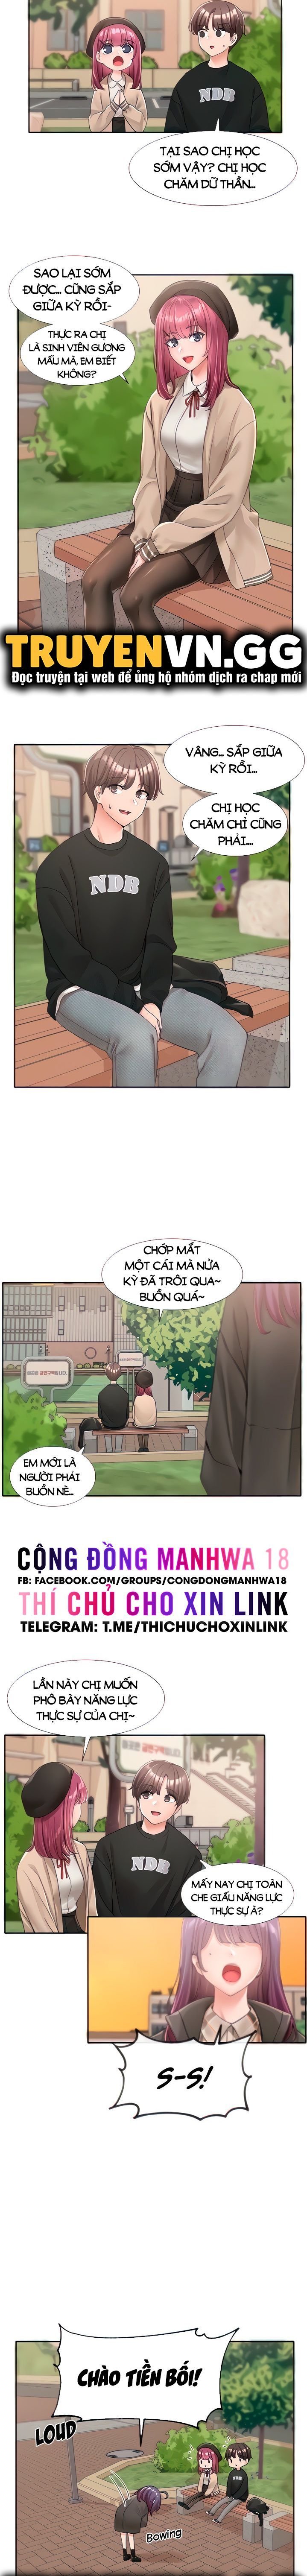 NDB
TẠI SAO CHỊ HỌC
SỚM VẬY? CHỊ HỌC
CHĂM DỮ THẦN...
SAO LẠI SỚM
ĐƯỢC... CŨNG SẮP
GIỮA KỲ RỒI-
THỰC RA CHỊ
LÀ SINH VIÊN GƯƠNG
MẪU MÀ, EM BIẾT
KHÔNG?
TRUYENVN.GG
Đọc truyện tại web để ủng hộ nhóm dịch ra chap mới
VÂNG... SẮP GIỮA
KỲ RỒI...
CHỊ HỌC
CHĂM CHỈ CŨNG
PHẢI....
NDB
CHỚP MẮT
MỘT CÁI MÀ NỬA
KỲ ĐÃ TRÔI QUA~
BUỒN QUÁ~
EM MỚI LÀ
NGƯỜI PHẢI
BUỒN NÈ...
CỘNG ĐỒNG MANHWA 18
FB: FACEBOOK.COM/GROUPS/CONGDONGMANHWA18
THÍ CHỦ CHO XIN LINK
TELEGRAM: T.ME/THICHUCHOXINLINK
LẦN NÀY CHỊ MUỐN
PHÔ BÀY NĂNG LỰC
THỰC SỰ CỦA CHỊ~
NDB
MẤY NAY CHỊ TOÀN
CHE GIẤU NĂNG LỰC
THỰC SỰ À?
S-S!
CHÀO TIỀN BỐI!
LOUD
NDB
Bowing